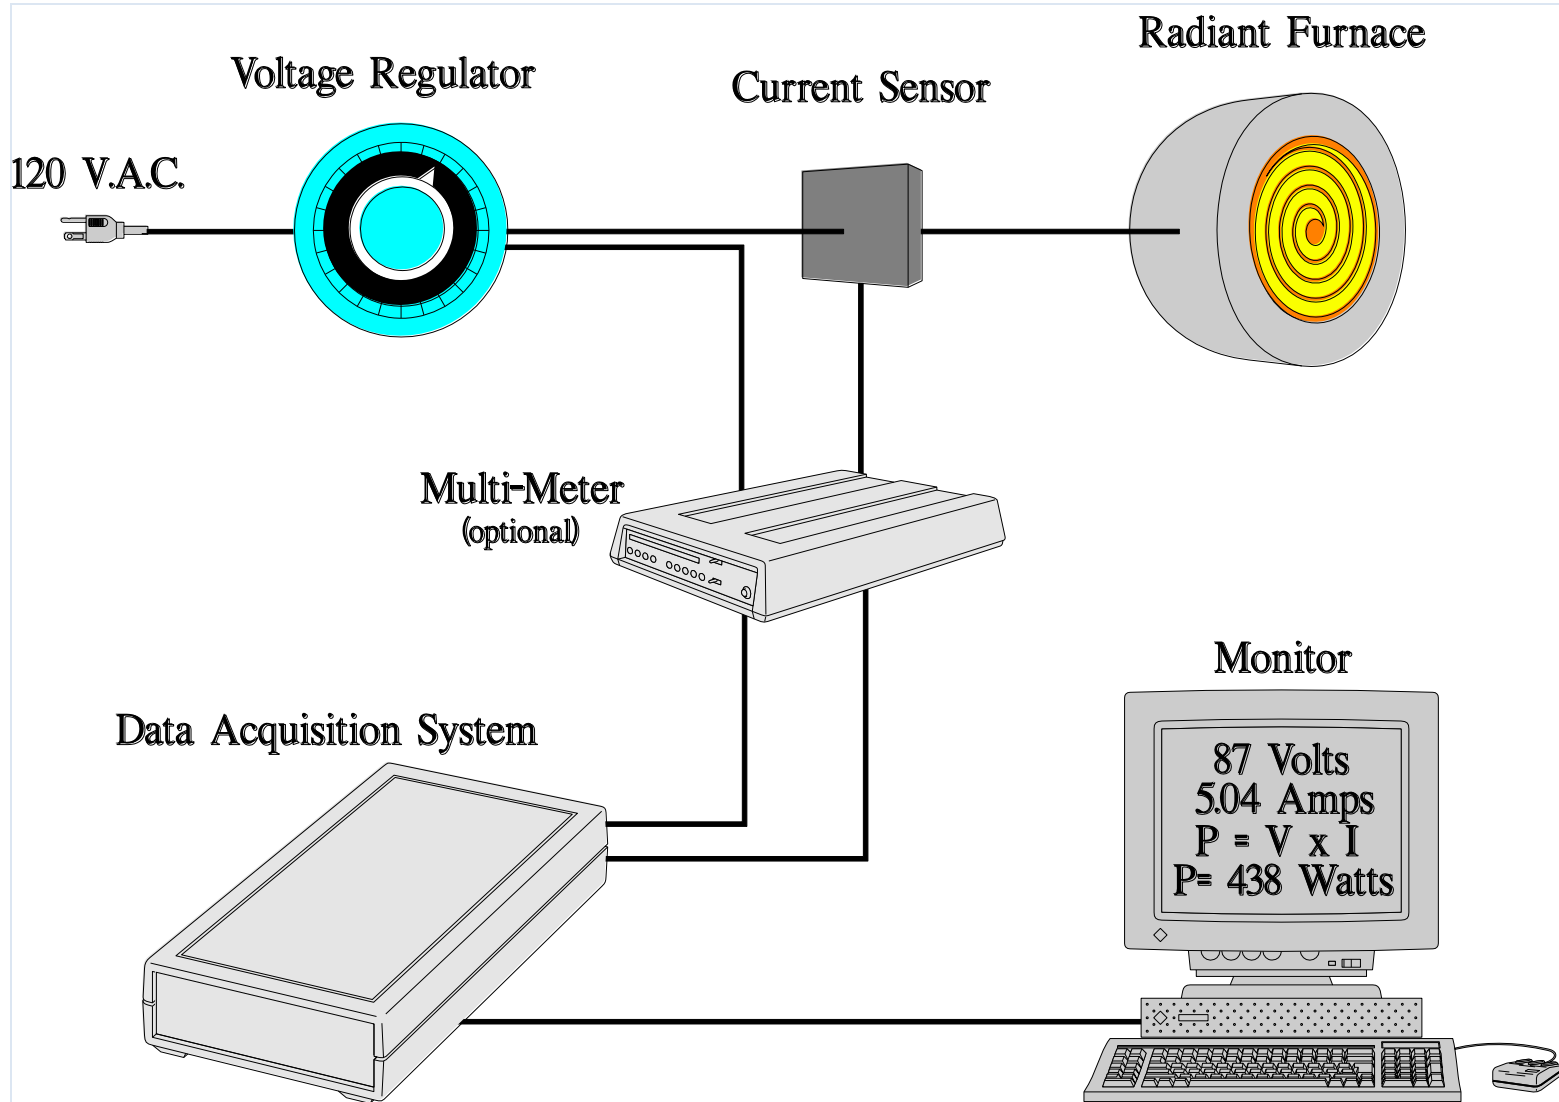 Radiant Furnace
Voltage Regulator
Current Sensor
120 V.A.C.
Multi-Meter
(optional)
Monitor
Data Acquisition System
87 Volts
5.04 Amps
P = V x I
P= 438 Watts